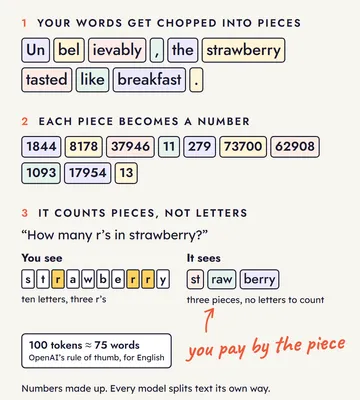 1 YOUR WORDS GET CHOPPED INTO PIECES
Un bel ievably , the strawberry
tasted like breakfast .
2 EACH PIECE BECOMES A NUMBER
1844 8178 37946 11 279 73700 62908
1093 17954 13
3 IT COUNTS PIECES, NOT LETTERS
“How many r’s in strawberry?”
You see
s t r a w b e r r y
ten letters, three r’s
It sees
st raw berry
three pieces, no letters to count
you pay by the piece
100 tokens ≈ 75 words
OpenAI’s rule of thumb, for English
Numbers made up. Every model splits text its own way.